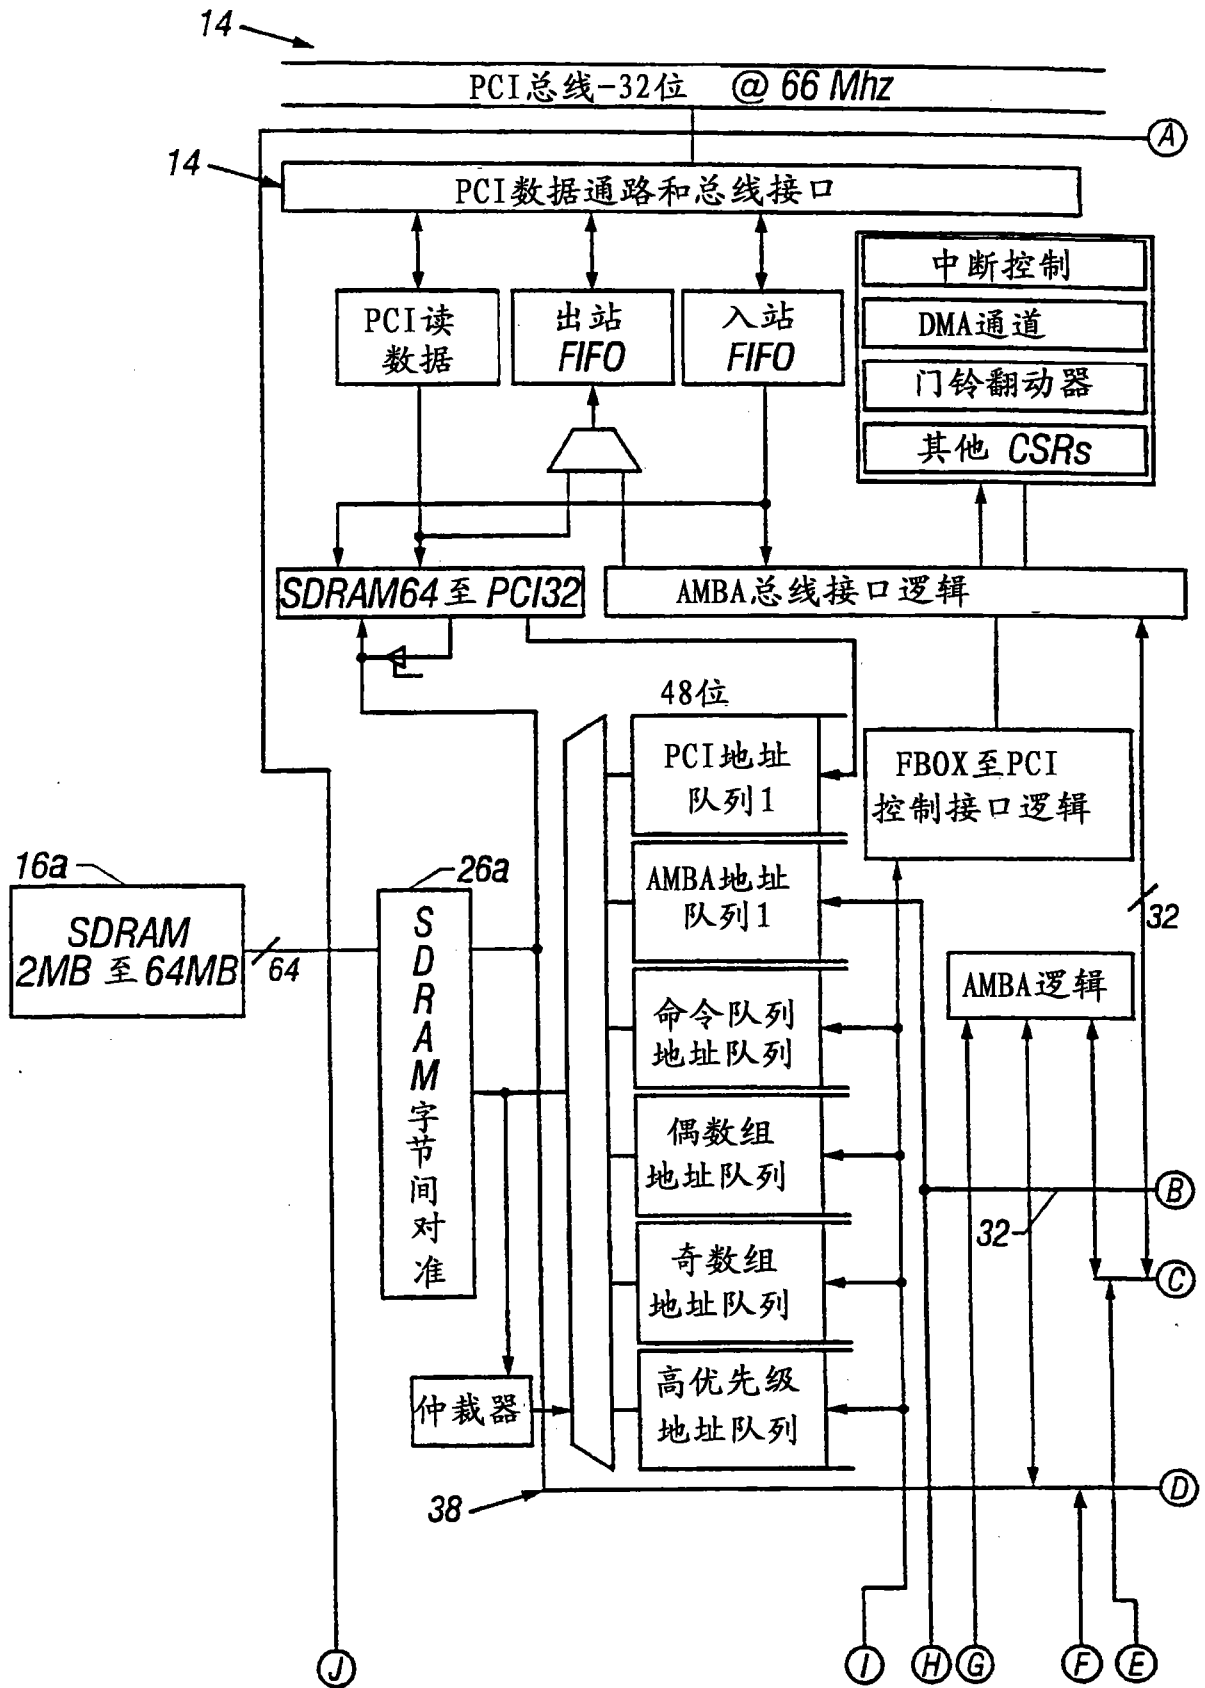 14
PCI总线-32位 @ 66 Mhz
A
14
PCI数据通路和总线接口
中断控制
DMA通道
门铃翻动器
其他 CSRs
PCI读
数据
出站
FIFO
入站
FIFO
SDRAM64 至 PCI32
AMBA总线接口逻辑
48位
PCI地址
队列1
FBOX至PCI
控制接口逻辑
16a
SDRAM
2MB 至 64MB
64
26a
SDRAM字节间对准
AMBA地址
队列1
32
AMBA逻辑
命令队列
地址队列
偶数组
地址队列
B
32
奇数组
地址队列
C
仲裁器
高优先级
地址队列
38
D
J
I
H
G
F
E